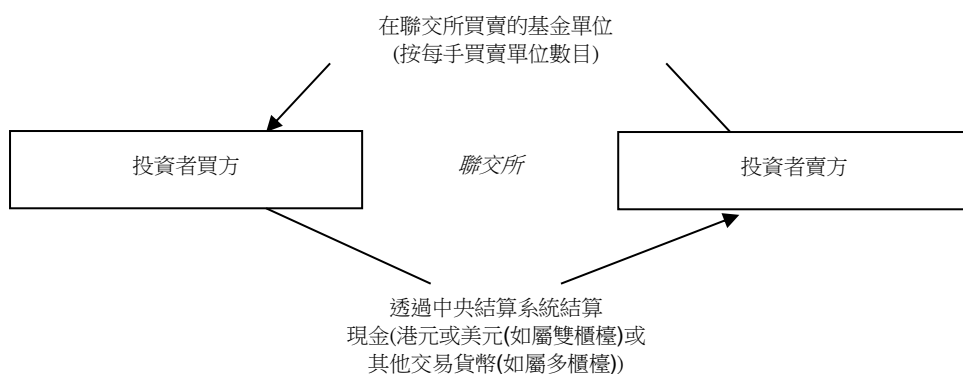 在聯交所買賣的基金單位
(按每手買賣單位數目)
投資者買方
聯交所
投資者賣方
透過中央結算系統結算
現金(港元或美元(如屬雙櫃檯)或
其他交易貨幣(如屬多櫃檯))